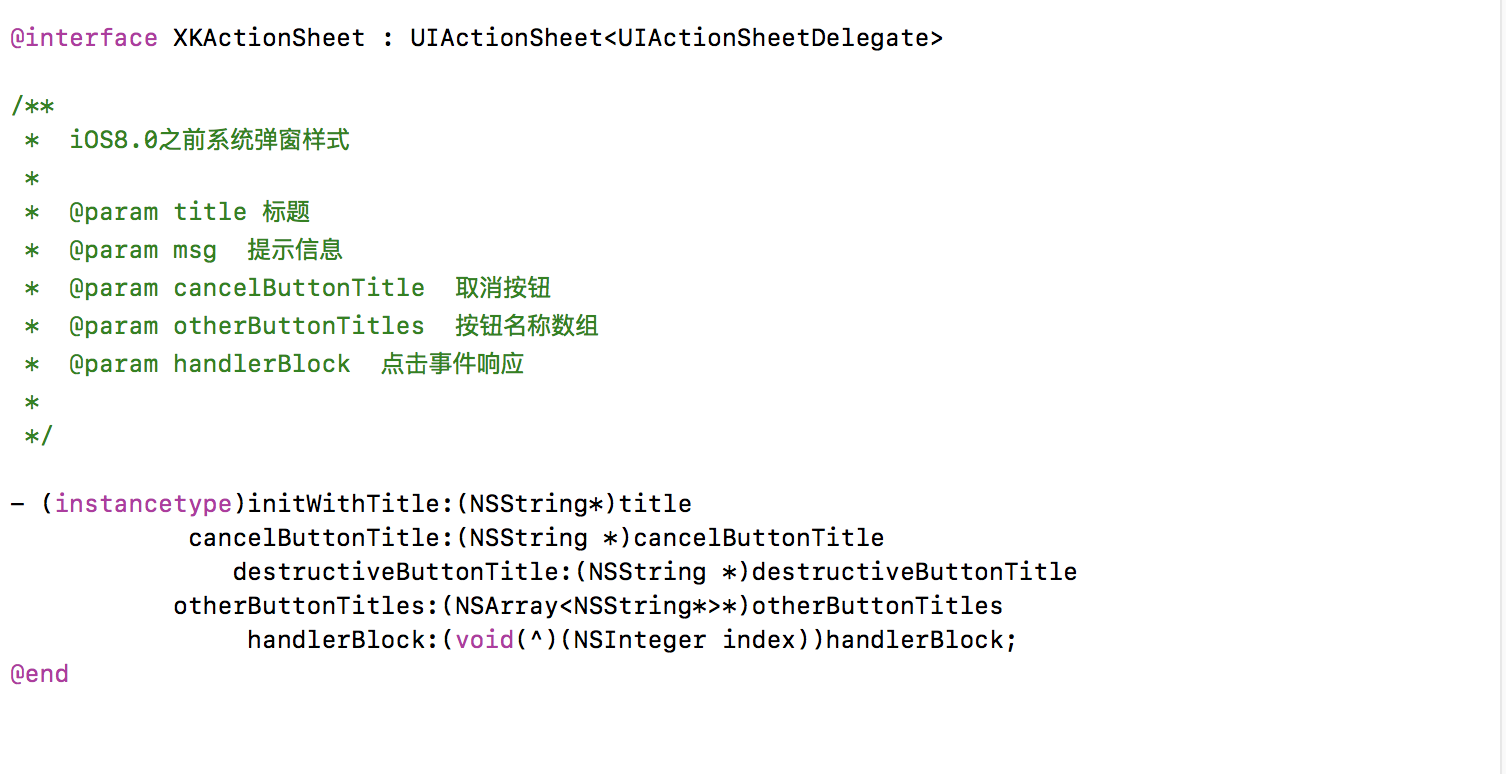 @interface XKActionSheet : UIActionSheet<UIActionSheetDelegate>
/**
 *  iOS8.0之前系统弹窗样式
 *
 *  @param title 标题
 *  @param msg  提示信息
 *  @param cancelButtonTitle  取消按钮
 *  @param otherButtonTitles  按钮名称数组
 *  @param handlerBlock  点击事件响应
 *
 */
- (instancetype)initWithTitle:(NSString*)title
            cancelButtonTitle:(NSString *)cancelButtonTitle
               destructiveButtonTitle:(NSString *)destructiveButtonTitle
           otherButtonTitles:(NSArray<NSString*>*)otherButtonTitles
                handlerBlock:(void(^)(NSInteger index))handlerBlock;
@end